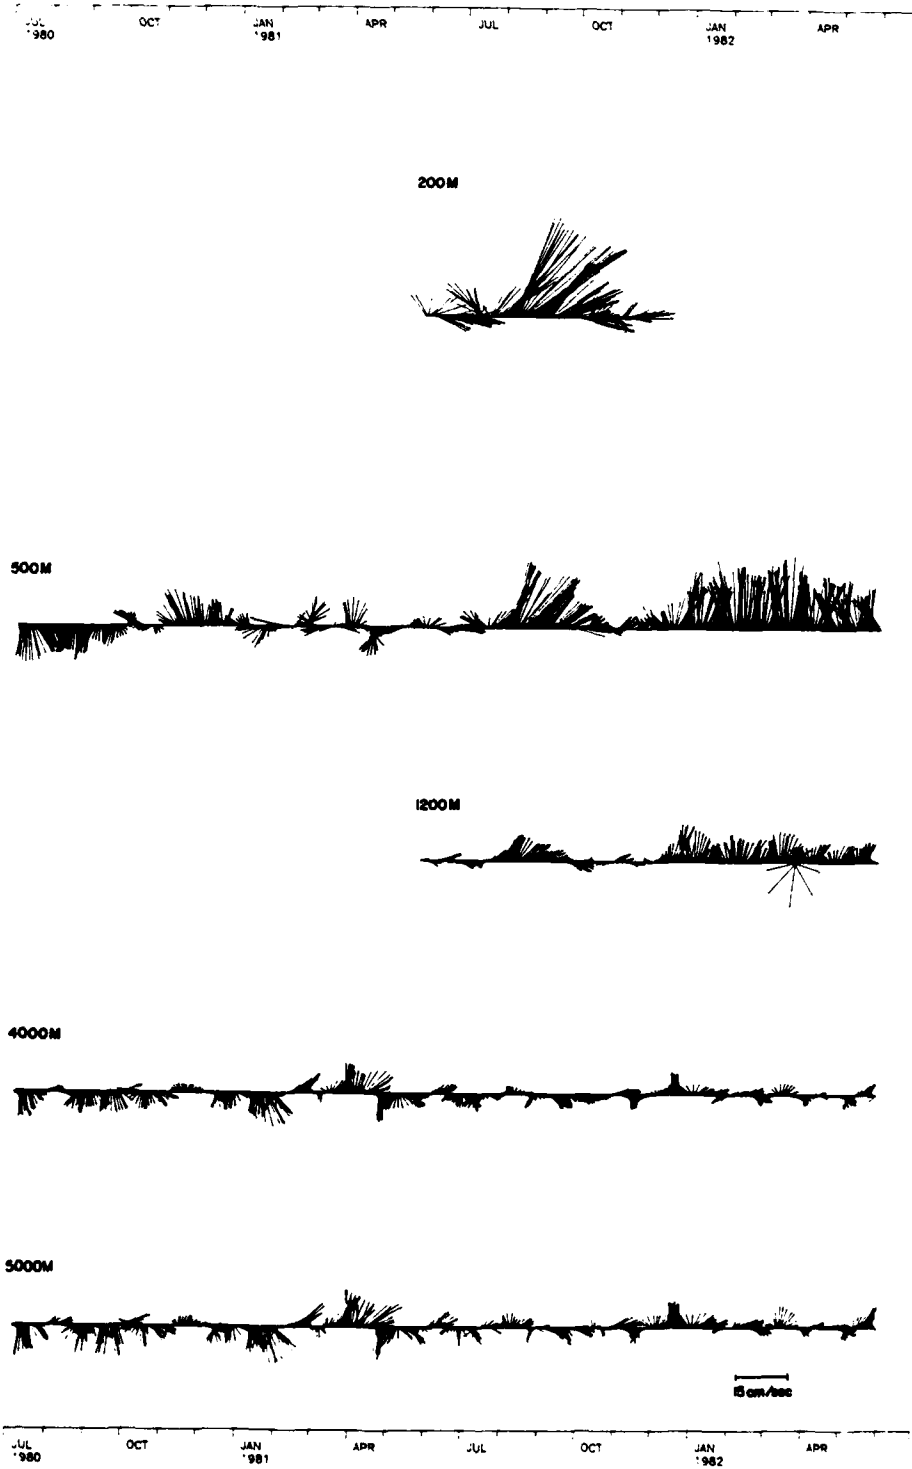 JUL OCT JAN APR JUL OCT JAN APR
1980 1981 1982
200M
500M
1200M
4000M
5000M
15 cm/sec
JUL OCT JAN APR JUL OCT JAN APR
1980 1981 1982